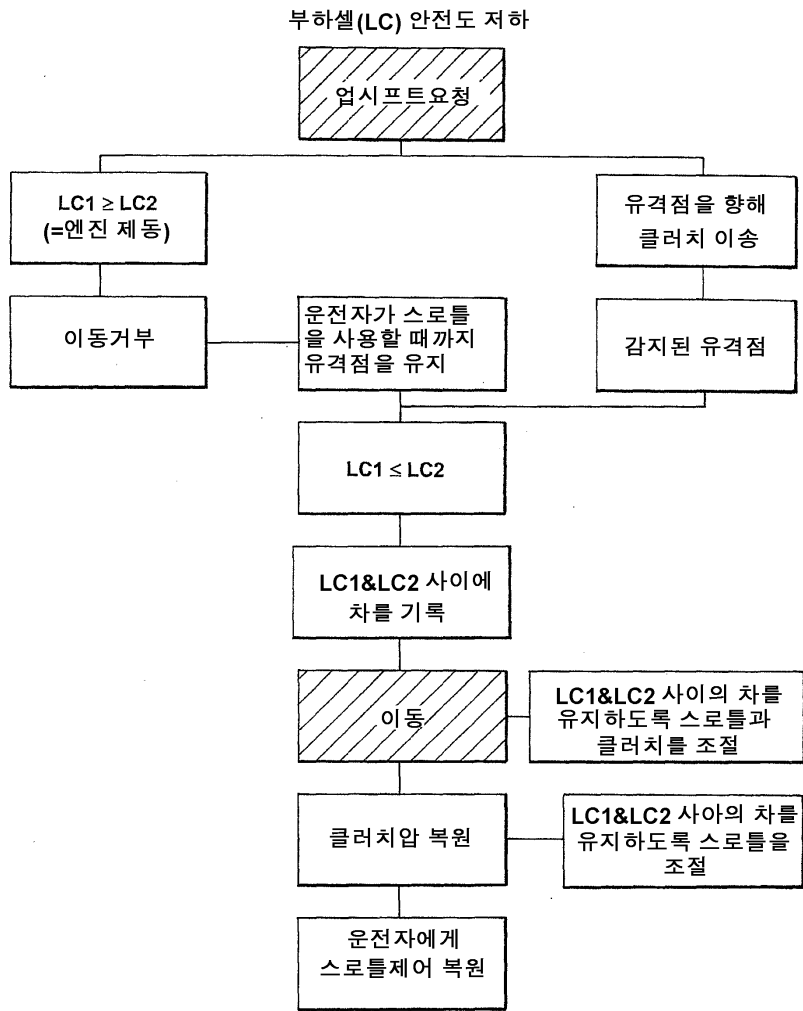 부하셀(LC) 안전도 저하
업시프트요청
LC1 ≥ LC2
(=엔진 제동)
유격점을 향해
클러치 이송
이동거부
운전자가 스로틀
을 사용할 때까지
유격점을 유지
감지된 유격점
LC1 ≤ LC2
LC1&LC2 사이에
차를 기록
이동
LC1&LC2 사이의 차를
유지하도록 스로틀과
클러치를 조절
클러치압 복원
LC1&LC2 사아의 차를
유지하도록 스로틀을
조절
운전자에게
스로틀제어 복원